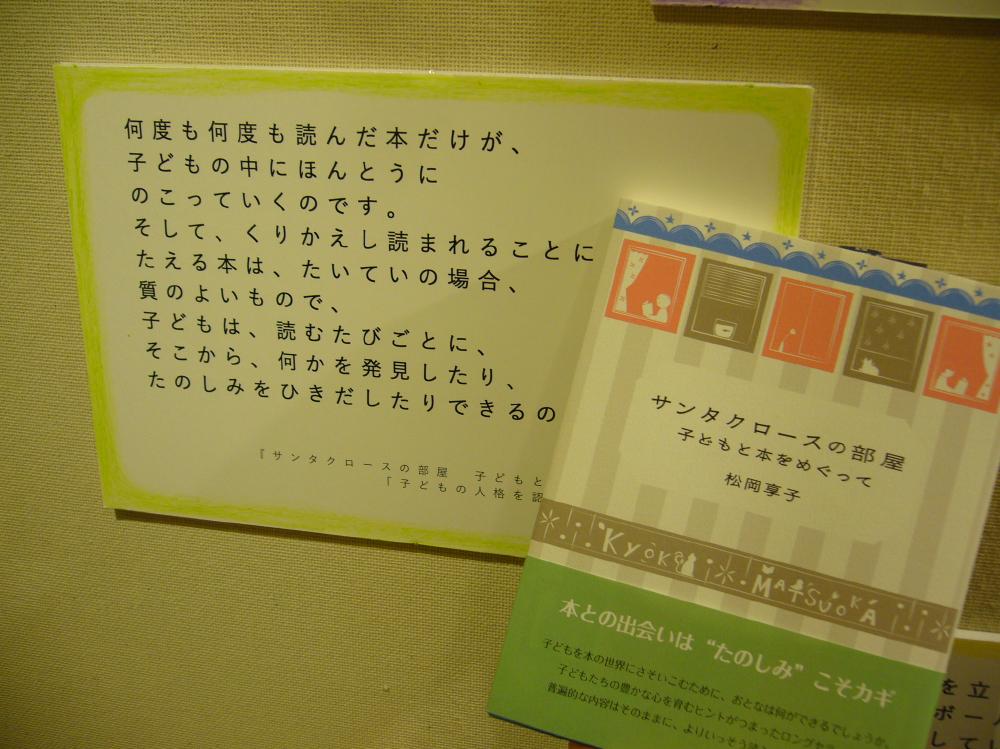 何度も何度も読んだ本だけが、
子どもの中にほんとうに
のこっていくのです。
そして、くりかえし読まれることに
たえる本は、たいていの場合、
質のよいもので、
子どもは、読むたびごとに、
そこから、何かを発見したり、
たのしみをひきだしたりできるの
『サンタクロースの部屋 子どもと
「子どもの人格を認
サンタクロースの部屋
子どもと本をめぐって
松岡享子
KYOKO MATSUOKA
本との出会いは“たのしみ”こそカギ
子どもを本の世界にさそいこむために、おとなは何ができるでしょうか。
子どもたちの豊かな心を育むヒントがつまったロング
普遍的な内容はそのままに、よりいっそう
を立
ボー
して